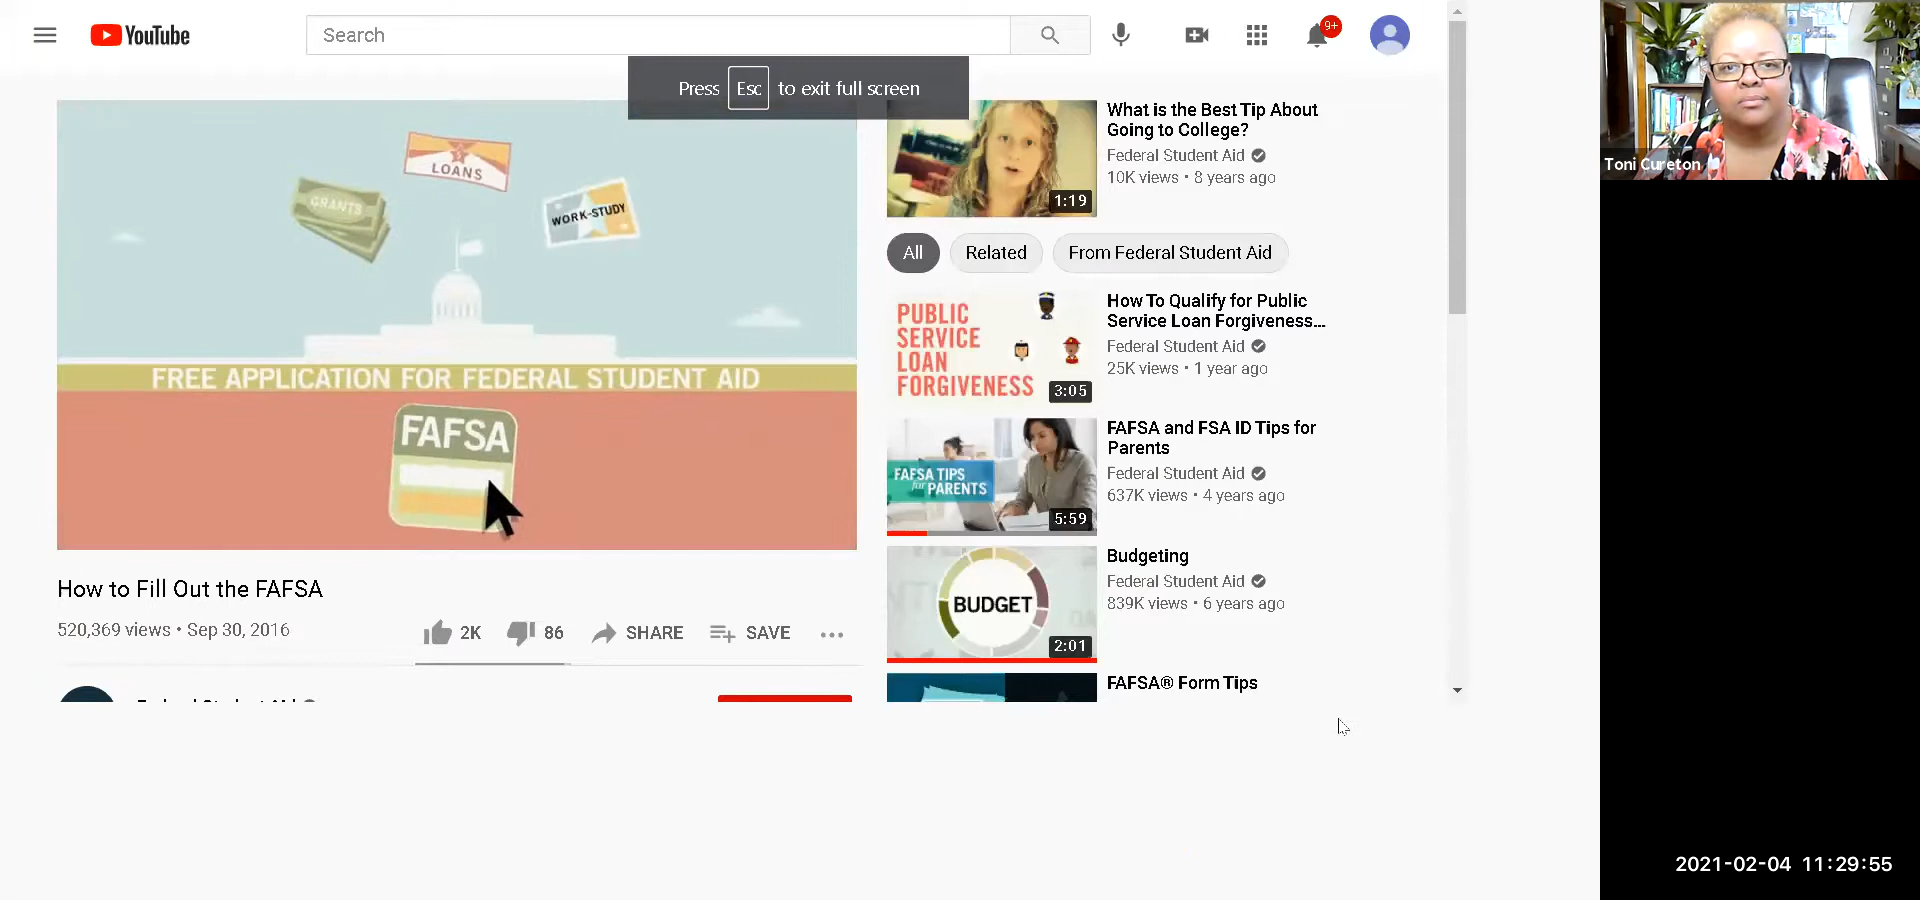 YouTube
Search
9+
Press Esc to exit full screen
LOANS
GRANTS
WORK-STUDY
FREE APPLICATION FOR FEDERAL STUDENT AID
FAFSA
How to Fill Out the FAFSA
520,369 views • Sep 30, 2016
2K
86
SHARE
SAVE
1:19
What is the Best Tip About
Going to College?
Federal Student Aid
10K views • 8 years ago
All
Related
From Federal Student Aid
PUBLIC
SERVICE
LOAN
FORGIVENESS
3:05
How To Qualify for Public
Service Loan Forgiveness...
Federal Student Aid
25K views • 1 year ago
FAFSA TIPS
for PARENTS
5:59
FAFSA and FSA ID Tips for
Parents
Federal Student Aid
637K views • 4 years ago
BUDGET
2:01
Budgeting
Federal Student Aid
839K views • 6 years ago
FAFSA® Form Tips
Toni Cureton
2021-02-04 11:29:55